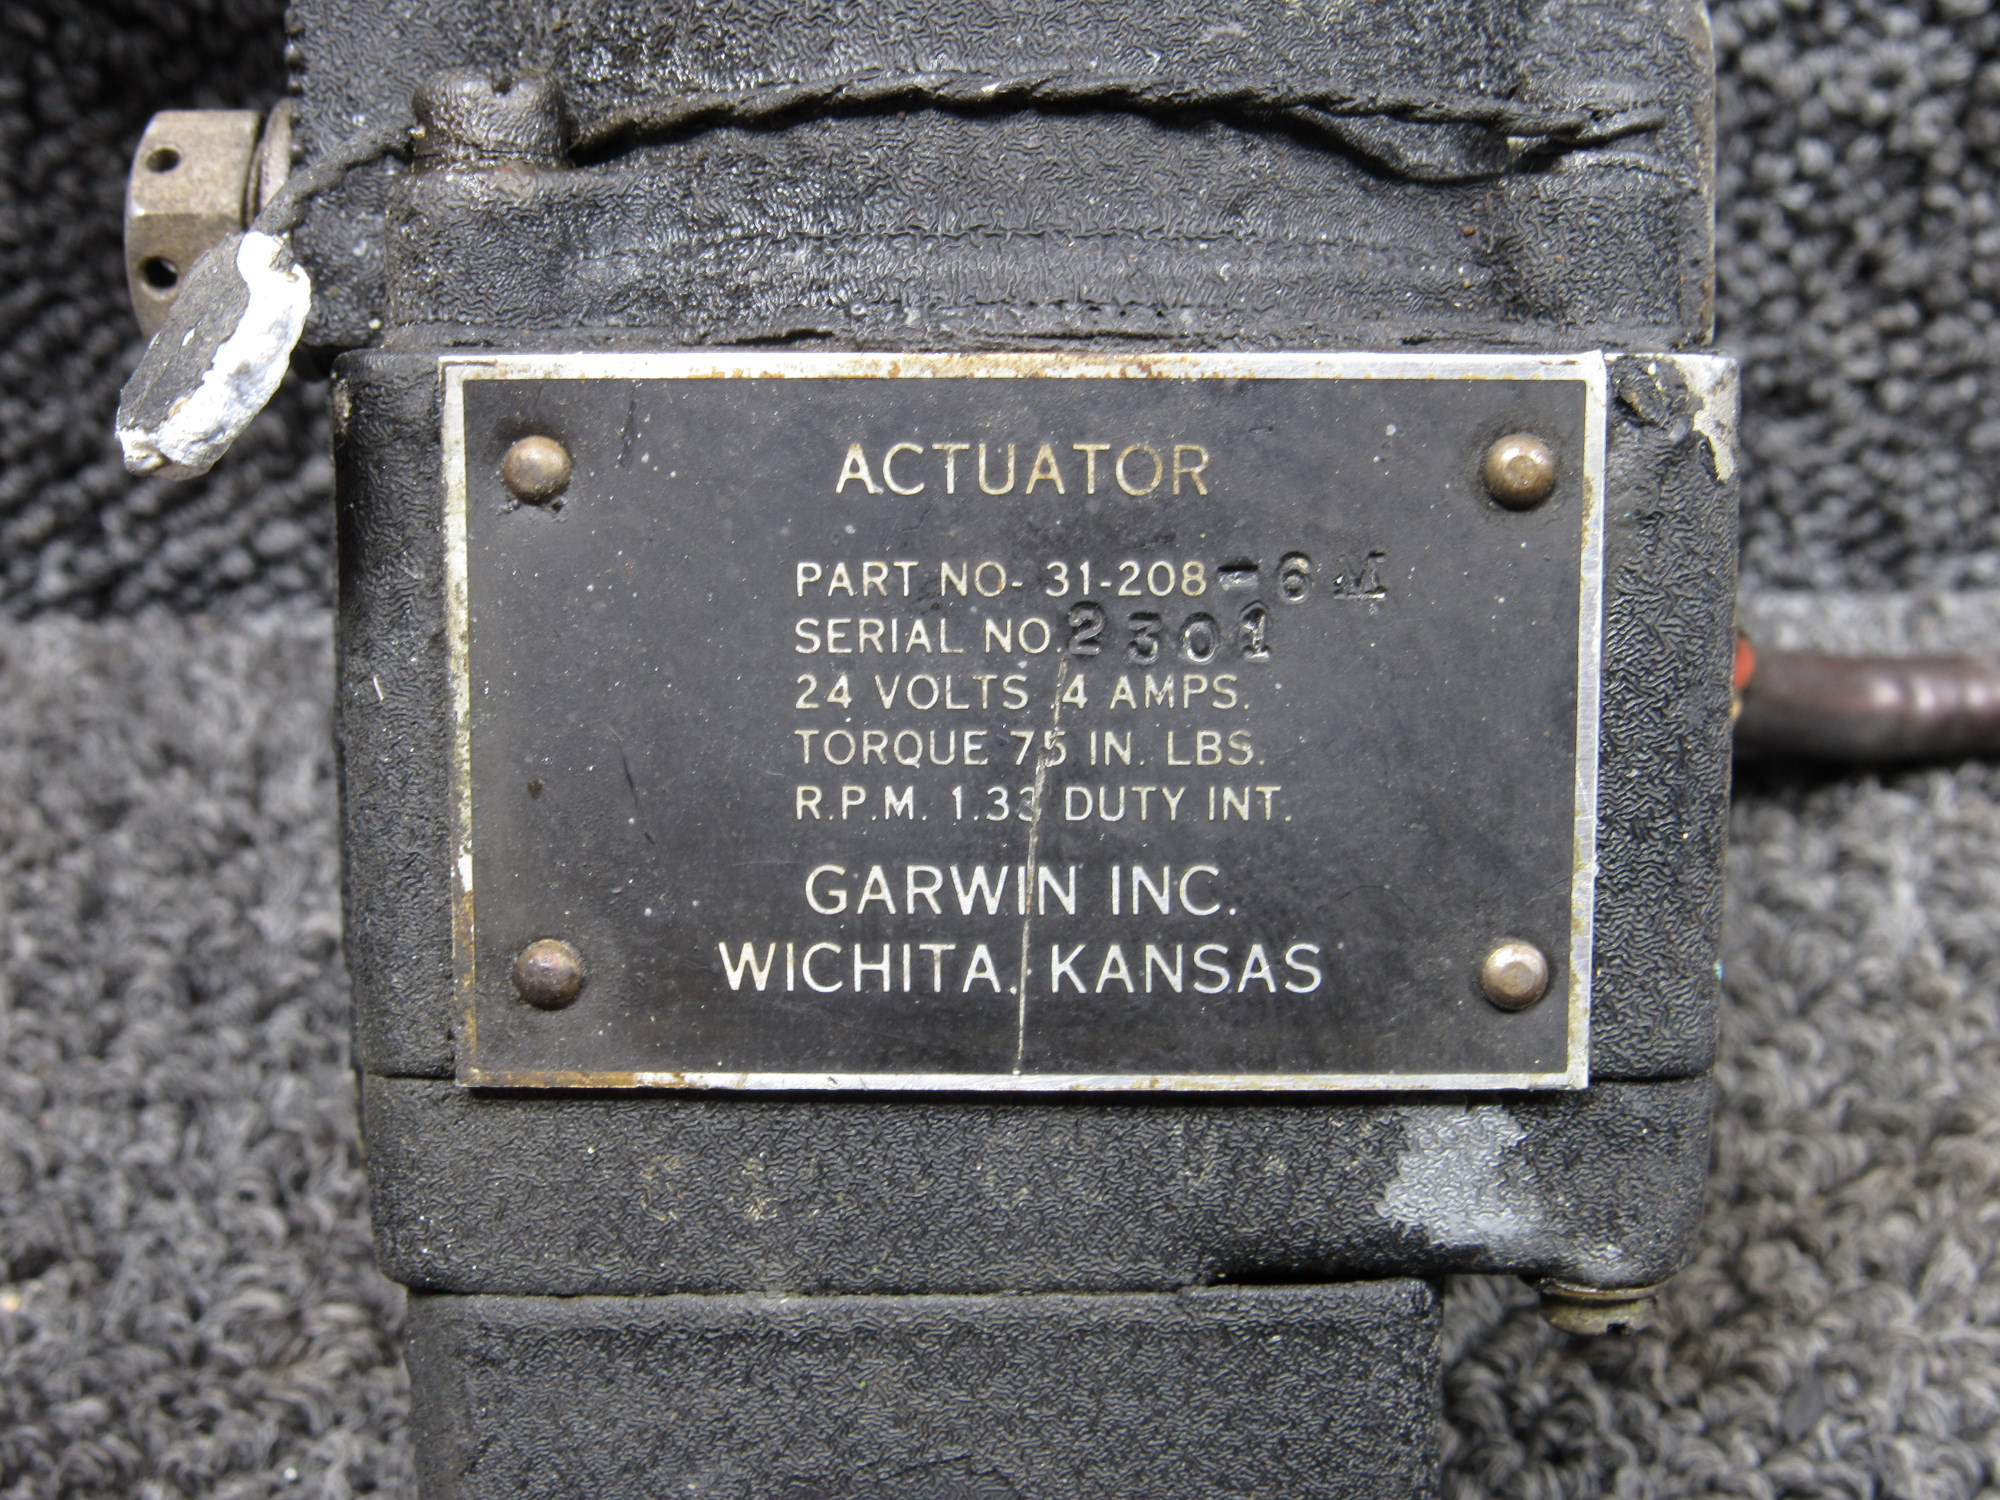 ACTUATOR
PART NO- 31-208-6M
SERIAL NO. 2301
24 VOLTS .4 AMPS.
TORQUE 75 IN. LBS.
R.P.M. 1.33 DUTY INT.
GARWIN INC.
WICHITA, KANSAS